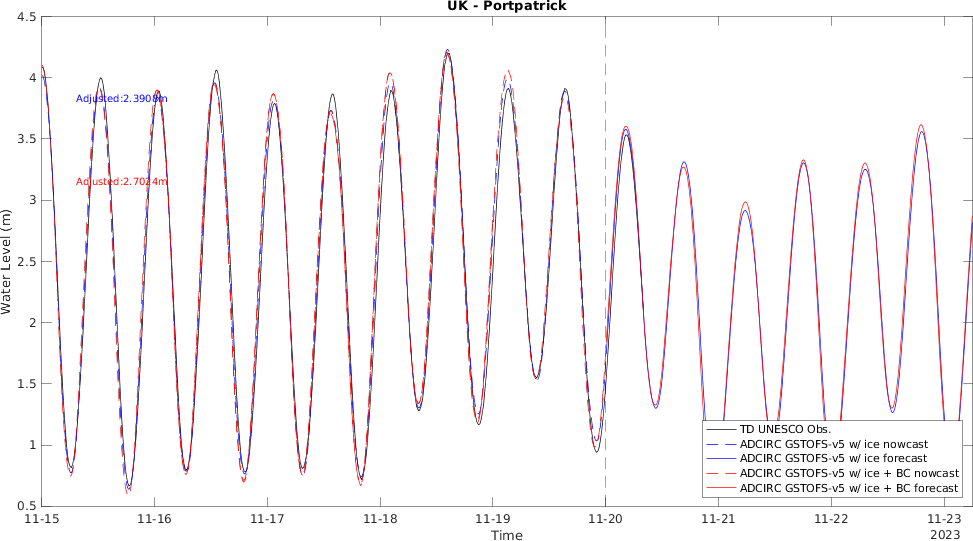 UK - Portpatrick
4.5
4
3.5
3
2.5
2
1.5
1
0.5
Water Level (m)
Adjusted:2.3908m
Adjusted:2.7024m
TD UNESCO Obs.
ADCIRC GSTOFS-v5 w/ ice nowcast
ADCIRC GSTOFS-v5 w/ ice forecast
ADCIRC GSTOFS-v5 w/ ice + BC nowcast
ADCIRC GSTOFS-v5 w/ ice + BC forecast
11-15 11-16 11-17 11-18 11-19 11-20 11-21 11-22 11-23
Time
2023